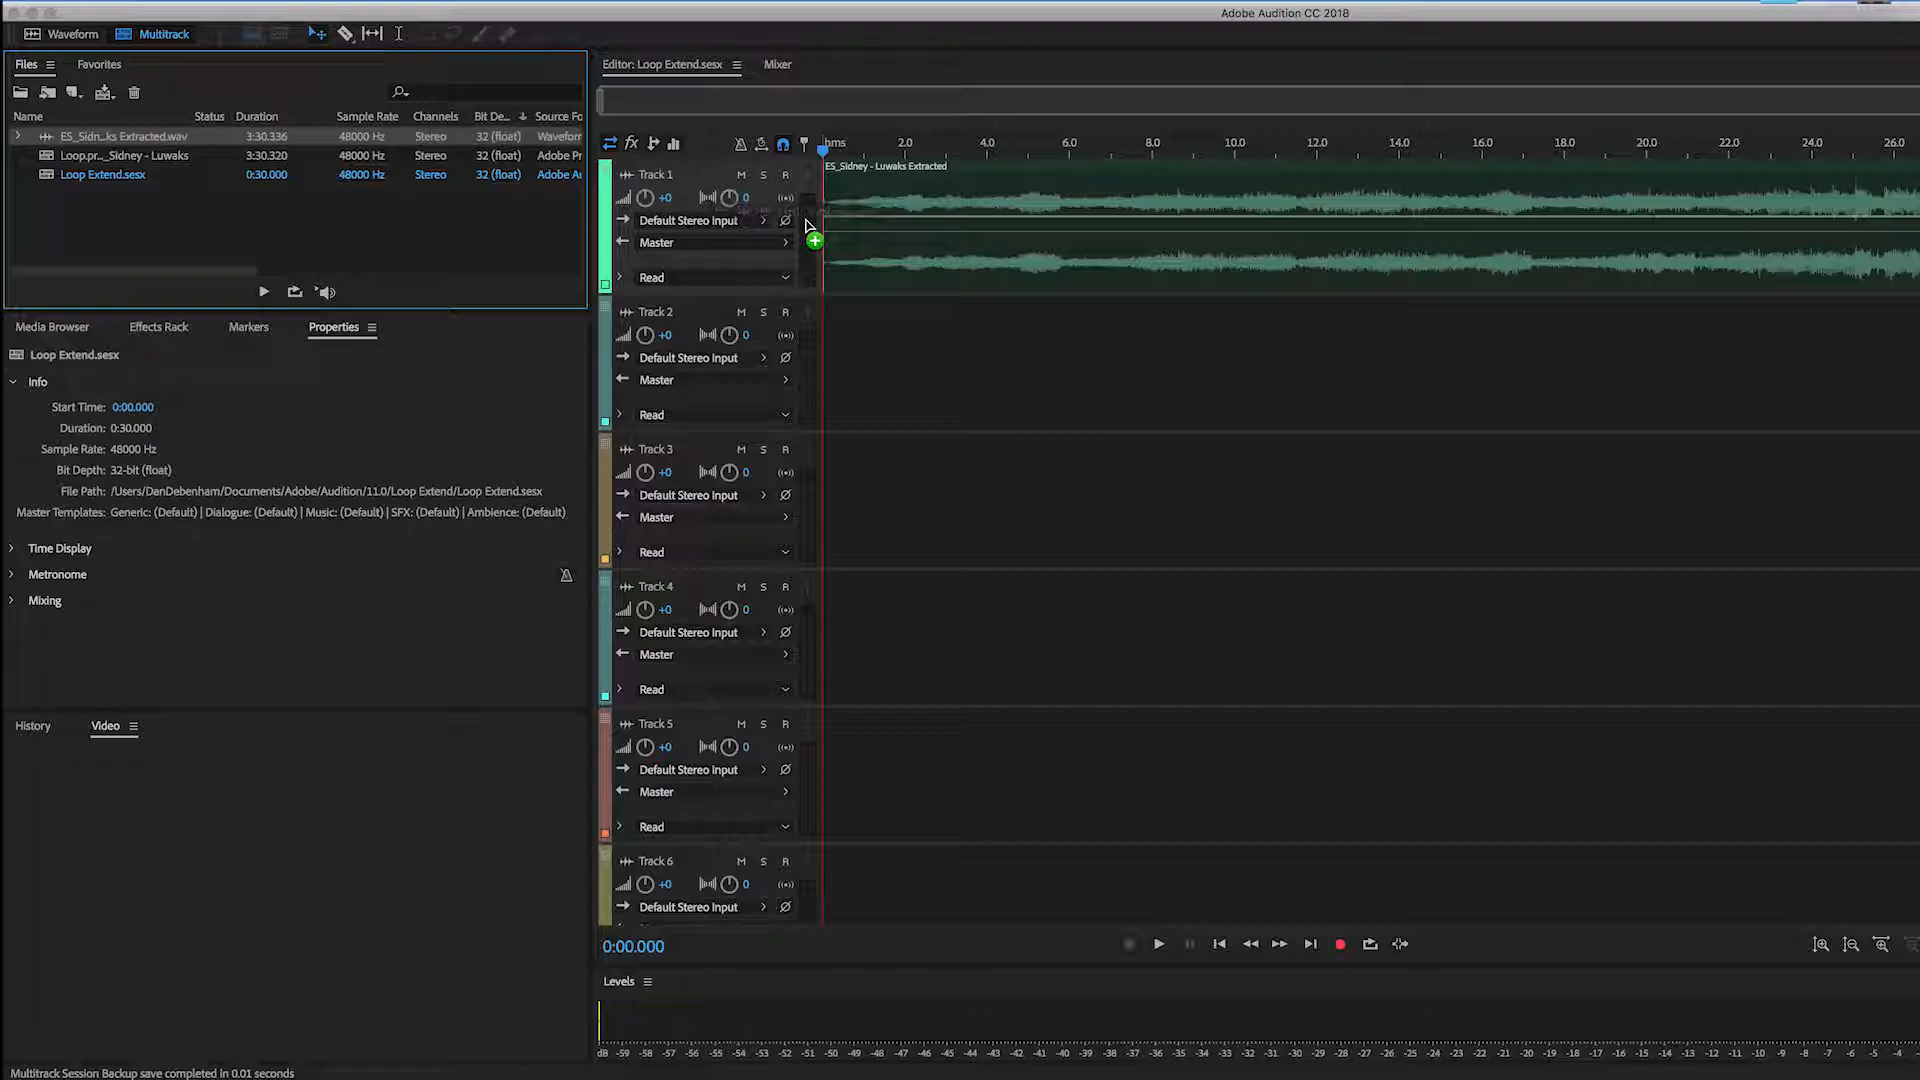 Adobe Audition CC 2018
Waveform Multitrack
Files Favorites
Editor: Loop Extend.sesx Mixer
Name Status Duration Sample Rate Channels Bit De... Source Fo
ES_Sidn...ks Extracted.wav 3:30.336 48000 Hz Stereo 32 (float) Waveform
Loop.pr..._Sidney - Luwaks 3:30.320 48000 Hz Stereo 32 (float) Adobe Pr
Loop Extend.sesx 0:30.000 48000 Hz Stereo 32 (float) Adobe Au
fx
hms 2.0 4.0 6.0 8.0 10.0 12.0 14.0 16.0 18.0 20.0 22.0 24.0 26.0
ES_Sidney - Luwaks Extracted
Track 1 M S R
+0 0
Default Stereo Input
Master
Read
Track 2 M S R
+0 0
Default Stereo Input
Master
Read
Track 3 M S R
+0 0
Default Stereo Input
Master
Read
Track 4 M S R
+0 0
Default Stereo Input
Master
Read
Track 5 M S R
+0 0
Default Stereo Input
Master
Read
Track 6 M S R
+0 0
Default Stereo Input
Media Browser Effects Rack Markers Properties
Loop Extend.sesx
Info
Start Time: 0:00.000
Duration: 0:30.000
Sample Rate: 48000 Hz
Bit Depth: 32-bit (float)
File Path: /Users/DanDebenham/Documents/Adobe/Audition/11.0/Loop Extend/Loop Extend.sesx
Master Templates: Generic: (Default) | Dialogue: (Default) | Music: (Default) | SFX: (Default) | Ambience: (Default)
Time Display
Metronome
Mixing
History Video
0:00.000
Levels
dB -59 -58 -57 -56 -55 -54 -53 -52 -51 -50 -49 -48 -47 -46 -45 -44 -43 -42 -41 -40 -39 -38 -37 -36 -35 -34 -33 -32 -31 -30 -29 -28 -27 -26 -25 -24 -23 -22 -21 -20 -19 -18 -17 -16 -15 -14 -13 -12 -11 -10 -9 -8 -7 -6 -5 -4
Multitrack Session Backup save completed in 0.01 seconds